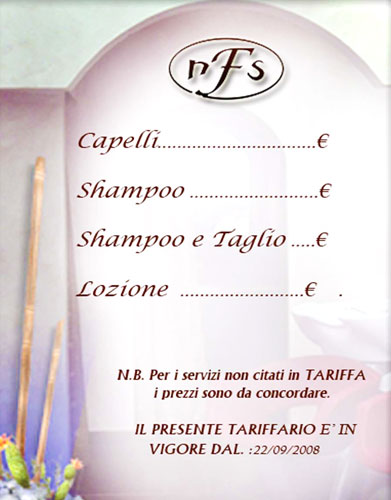 nFs
Capelli.............................€
Shampoo .......................€
Shampoo e Taglio .....€
Lozione ......................€ .
N.B. Per i servizi non citati in TARIFFA
i prezzi sono da concordare.
IL PRESENTE TARIFFARIO E' IN
VIGORE DAL. :22/09/2008